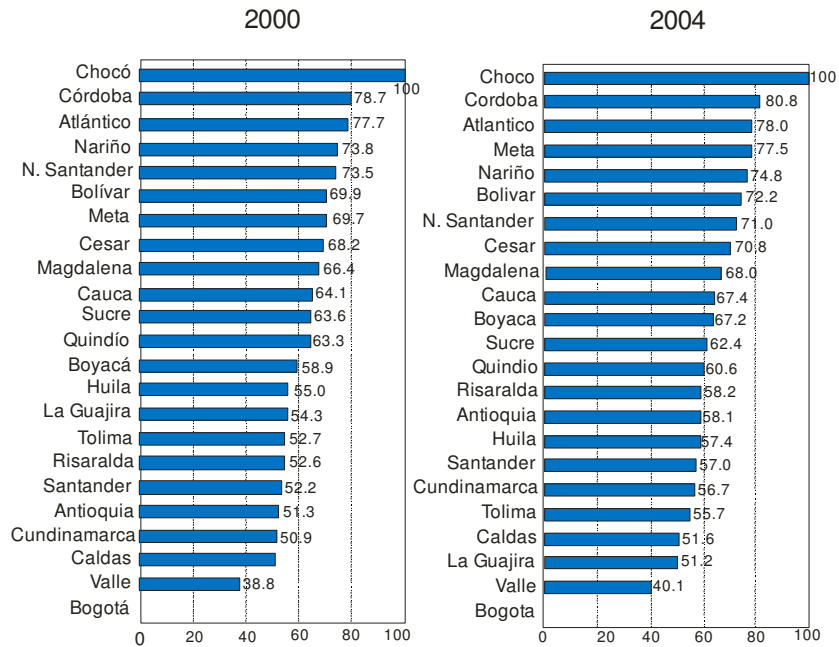 2000
Chocó 100
Córdoba 78.7
Atlántico 77.7
Nariño 73.8
N. Santander 73.5
Bolívar 69.9
Meta 69.7
Cesar 68.2
Magdalena 66.4
Cauca 64.1
Sucre 63.6
Quindío 63.3
Boyacá 58.9
Huila 55.0
La Guajira 54.3
Tolima 52.7
Risaralda 52.6
Santander 52.2
Antioquia 51.3
Cundinamarca 50.9
Caldas
Valle 38.8
Bogotá
0 20 40 60 80 100
2004
Choco 100
Cordoba 80.8
Atlantico 78.0
Meta 77.5
Nariño 74.8
Bolivar 72.2
N. Santander 71.0
Cesar 70.8
Magdalena 68.0
Cauca 67.4
Boyaca 67.2
Sucre 62.4
Quindio 60.6
Risaralda 58.2
Antioquia 58.1
Huila 57.4
Santander 57.0
Cundinamarca 56.7
Tolima 55.7
Caldas 51.6
La Guajira 51.2
Valle 40.1
Bogota
0 20 40 60 80 100